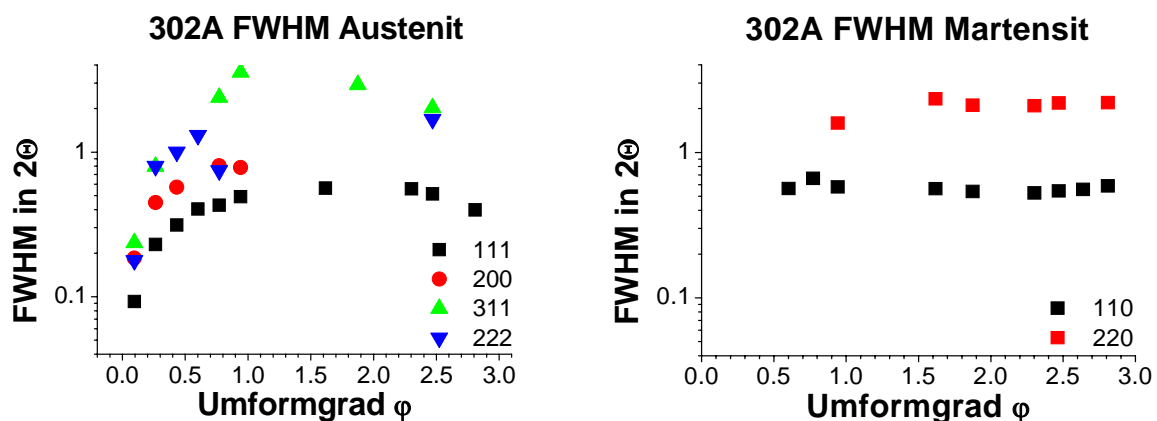 302A FWHM Austenit
FWHM in 2Θ
1
0.1
111
200
311
222
0.0 0.5 1.0 1.5 2.0 2.5 3.0
Umformgrad φ
302A FWHM Martensit
FWHM in 2Θ
1
0.1
110
220
0.0 0.5 1.0 1.5 2.0 2.5 3.0
Umformgrad φ